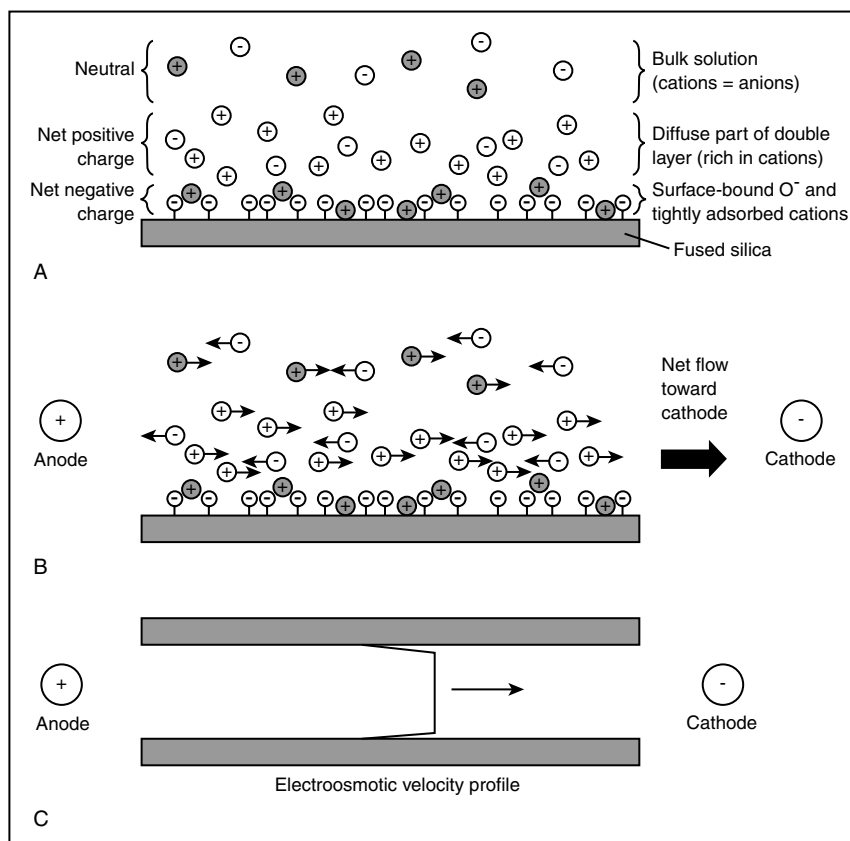 Neutral
Bulk solution
(cations = anions)
Net positive
charge
Diffuse part of double
layer (rich in cations)
Net negative
charge
Surface-bound O⁻ and
tightly adsorbed cations
Fused silica
A
Net flow
toward
cathode
+
Anode
-
Cathode
B
+
Anode
-
Cathode
Electroosmotic velocity profile
C